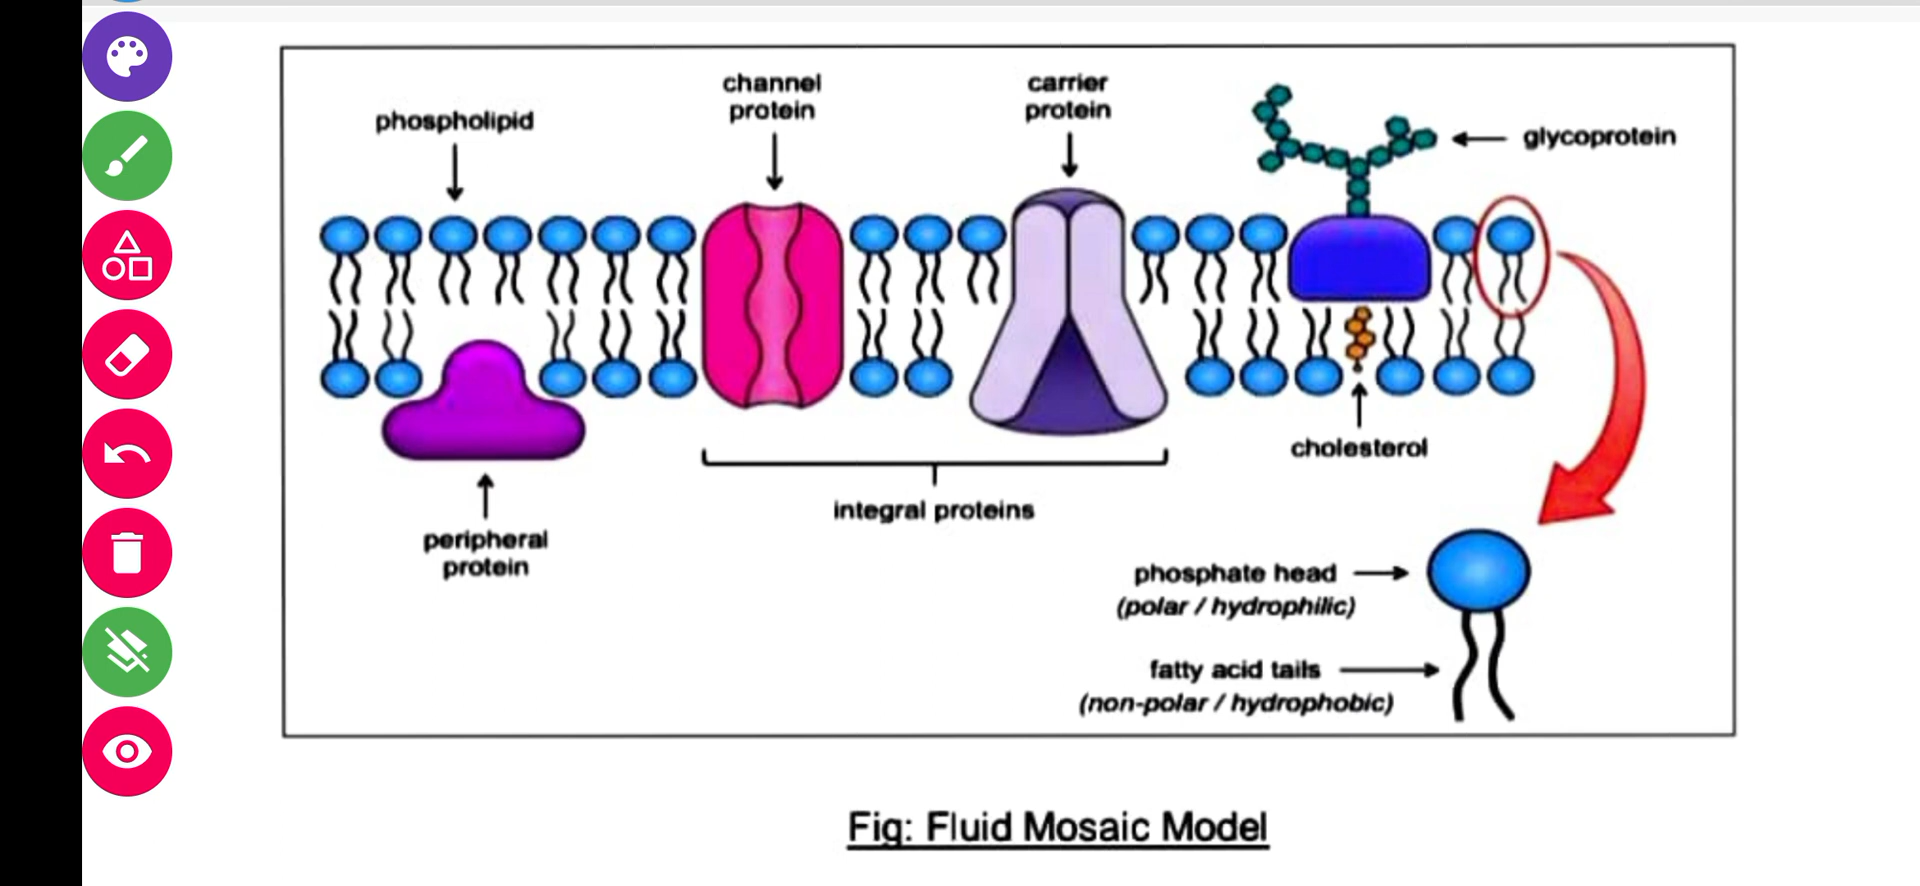 channel
protein
carrier
protein
phospholipid
glycoprotein
cholesterol
integral proteins
peripheral
protein
phosphate head
(polar / hydrophilic)
fatty acid tails
(non-polar / hydrophobic)
Fig: Fluid Mosaic Model